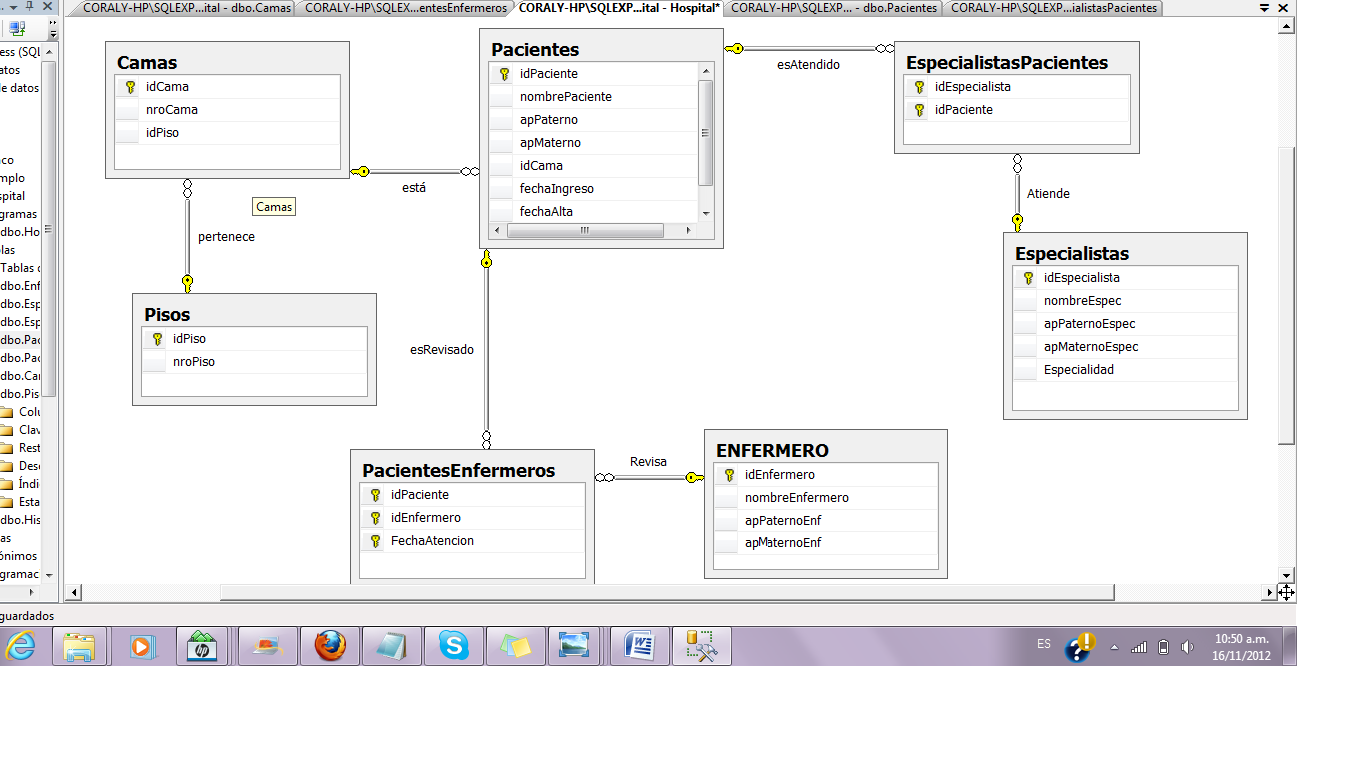 CORALY-HP\SQLEXP...ital - dbo.Camas
CORALY-HP\SQLEX...entesEnfermeros
CORALY-HP\SQLEXP...ital - Hospital*
CORALY-HP\SQLEXP... - dbo.Pacientes
CORALY-HP\SQLEXP...ialistasPacientes
ess (SQL
atos
de datos
co
mplo
spital
gramas
dbo.Ho
las
Tablas d
dbo.Enf
dbo.Esp
dbo.Esp
dbo.Pac
dbo.Pac
dbo.Car
dbo.Pis
Colu
Clav
Rest
Dese
Índi
Esta
dbo.His
as
ónimos
gramac
guardados
Camas
idCama
nroCama
idPiso
Pacientes
idPaciente
nombrePaciente
apPaterno
apMaterno
idCama
fechaIngreso
fechaAlta
esAtendido
EspecialistasPacientes
idEspecialista
idPaciente
está
Camas
Atiende
pertenece
Especialistas
idEspecialista
nombreEspec
apPaternoEspec
apMaternoEspec
Especialidad
Pisos
idPiso
nroPiso
esRevisado
PacientesEnfermeros
idPaciente
idEnfermero
FechaAtencion
Revisa
ENFERMERO
idEnfermero
nombreEnfermero
apPaternoEnf
apMaternoEnf
hp
ES
10:50 a.m.
16/11/2012